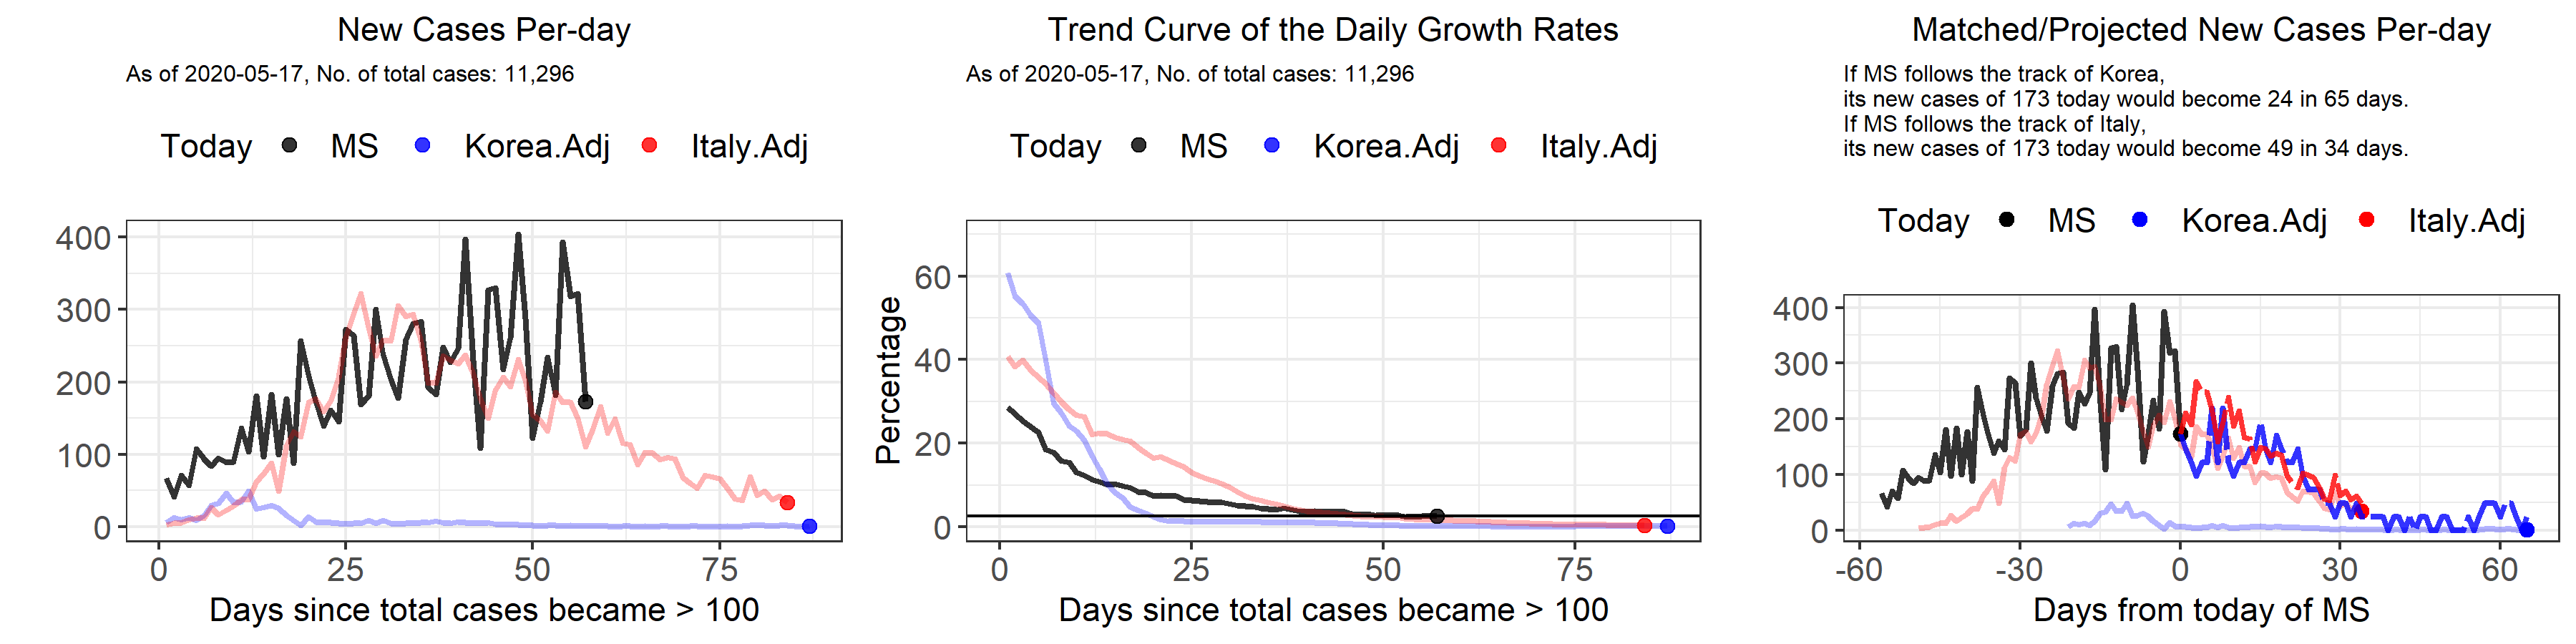 New Cases Per-day
As of 2020-05-17, No. of total cases: 11,296
Today MS Korea.Adj Italy.Adj
400
300
200
100
0
0 25 50 75
Days since total cases became > 100
Trend Curve of the Daily Growth Rates
As of 2020-05-17, No. of total cases: 11,296
Today MS Korea.Adj Italy.Adj
Percentage
60
40
20
0
0 25 50 75
Days since total cases became > 100
Matched/Projected New Cases Per-day
If MS follows the track of Korea,
its new cases of 173 today would become 24 in 65 days.
If MS follows the track of Italy,
its new cases of 173 today would become 49 in 34 days.
Today MS Korea.Adj Italy.Adj
400
300
200
100
0
-60 -30 0 30 60
Days from today of MS